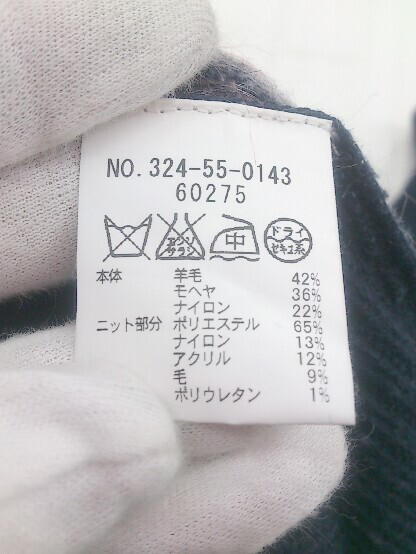 NO. 324-55-0143
60275
エンソ サラシ 中 ドライ セキユ系
本体 羊毛 42%
モヘヤ 36%
ナイロン 22%
ニット部分 ポリエステル 65%
ナイロン 13%
アクリル 12%
毛 9%
ポリウレタン 1%